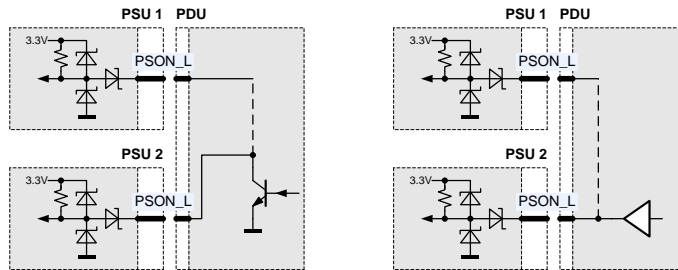 PSU 1 PDU
3.3V
PSON_L
PSU 2
3.3V
PSON_L
PSU 1 PDU
3.3V
PSON_L
PSU 2
3.3V
PSON_L